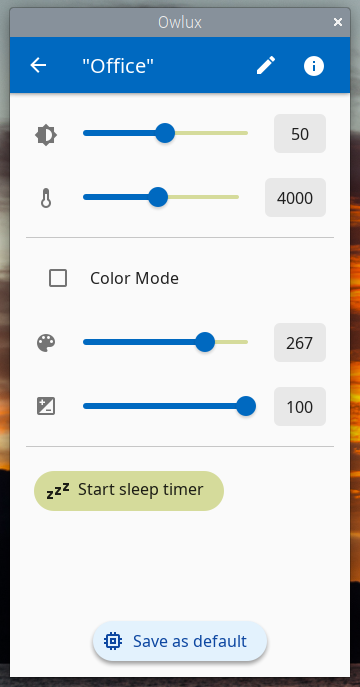 Owlux
"Office"
50
4000
Color Mode
267
100
zzz Start sleep timer
Save as default